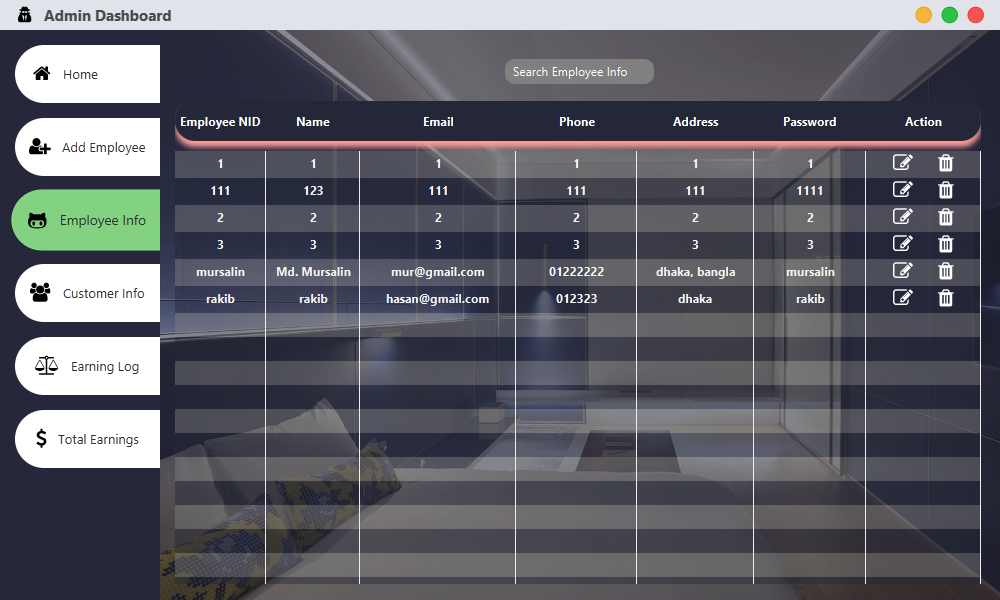 Admin Dashboard
Home
Add Employee
Employee Info
Customer Info
Earning Log
Total Earnings
Search Employee Info
Employee NID Name Email Phone Address Password Action
1 1 1 1 1 1
111 123 111 111 111 1111
2 2 2 2 2 2
3 3 3 3 3 3
mursalin Md. Mursalin mur@gmail.com 01222222 dhaka, bangla mursalin
rakib rakib hasan@gmail.com 012323 dhaka rakib